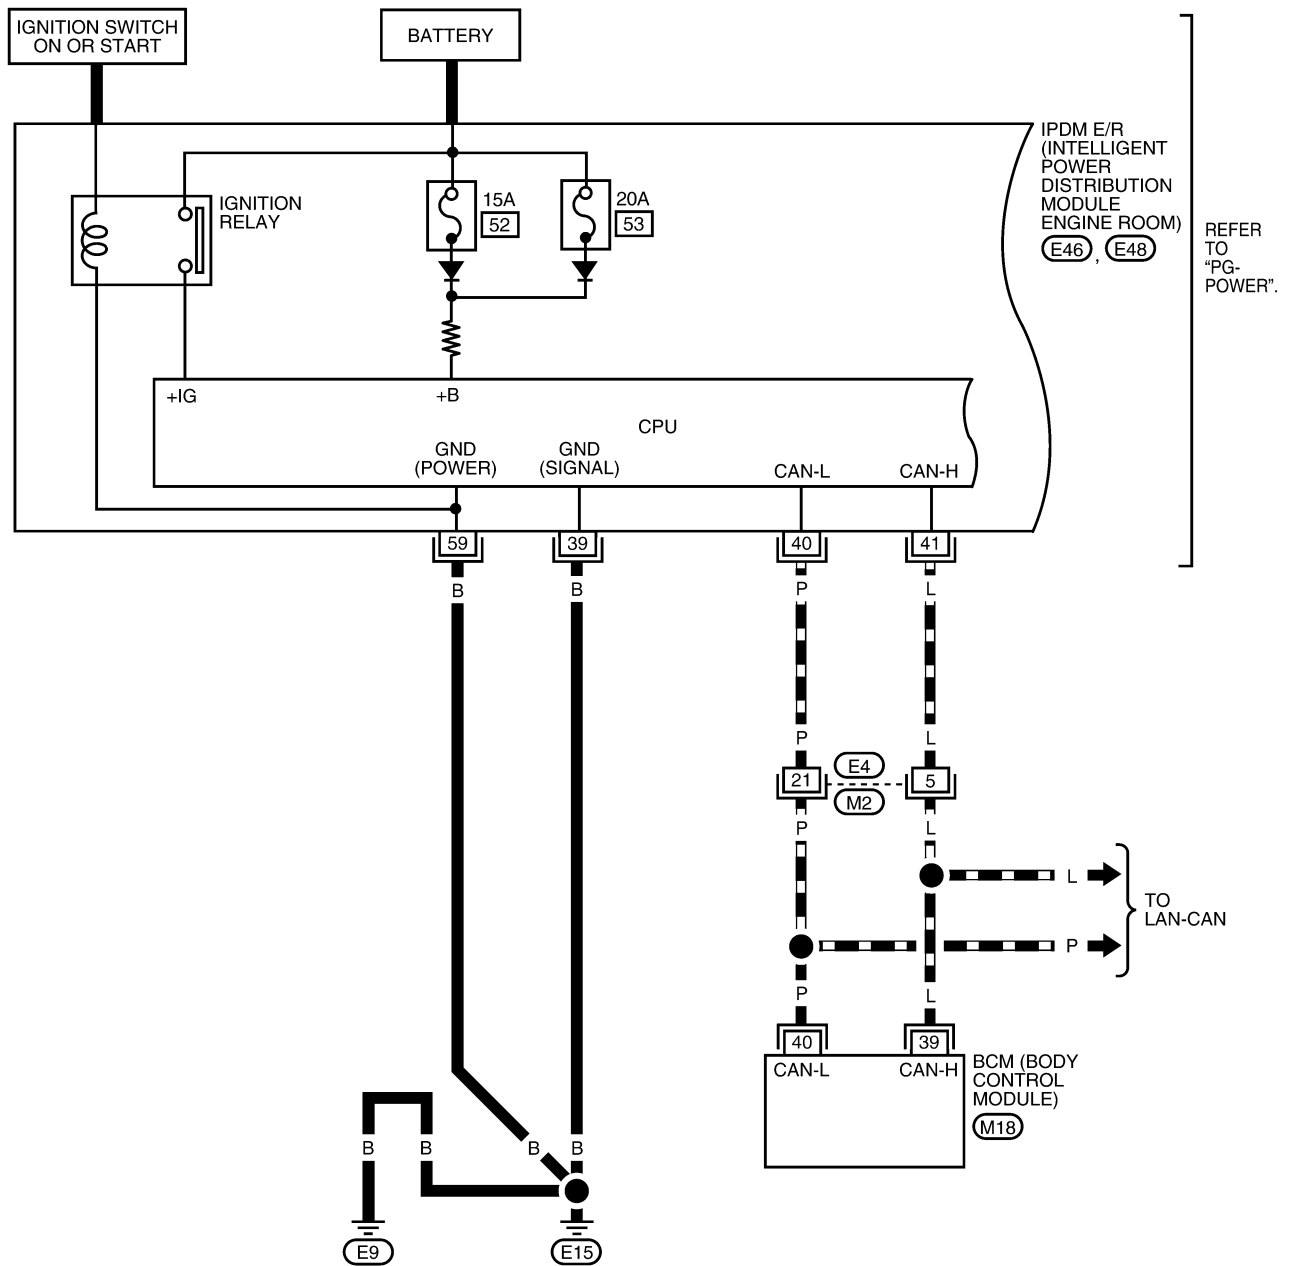 IGNITION SWITCH
ON OR START
BATTERY
IPDM E/R
(INTELLIGENT
POWER
DISTRIBUTION
MODULE
ENGINE ROOM)
E46 , E48
REFER
TO
“PG-
POWER”.
IGNITION
RELAY
15A
52
20A
53
+IG
+B
CPU
GND
(POWER)
GND
(SIGNAL)
CAN-L
CAN-H
59
39
40
41
B
B
P
L
P
L
21
E4
M2
5
P
L
L
P
TO
LAN-CAN
P
L
40
39
CAN-L
CAN-H
BCM (BODY
CONTROL
MODULE)
M18
B
B
B
B
E9
E15